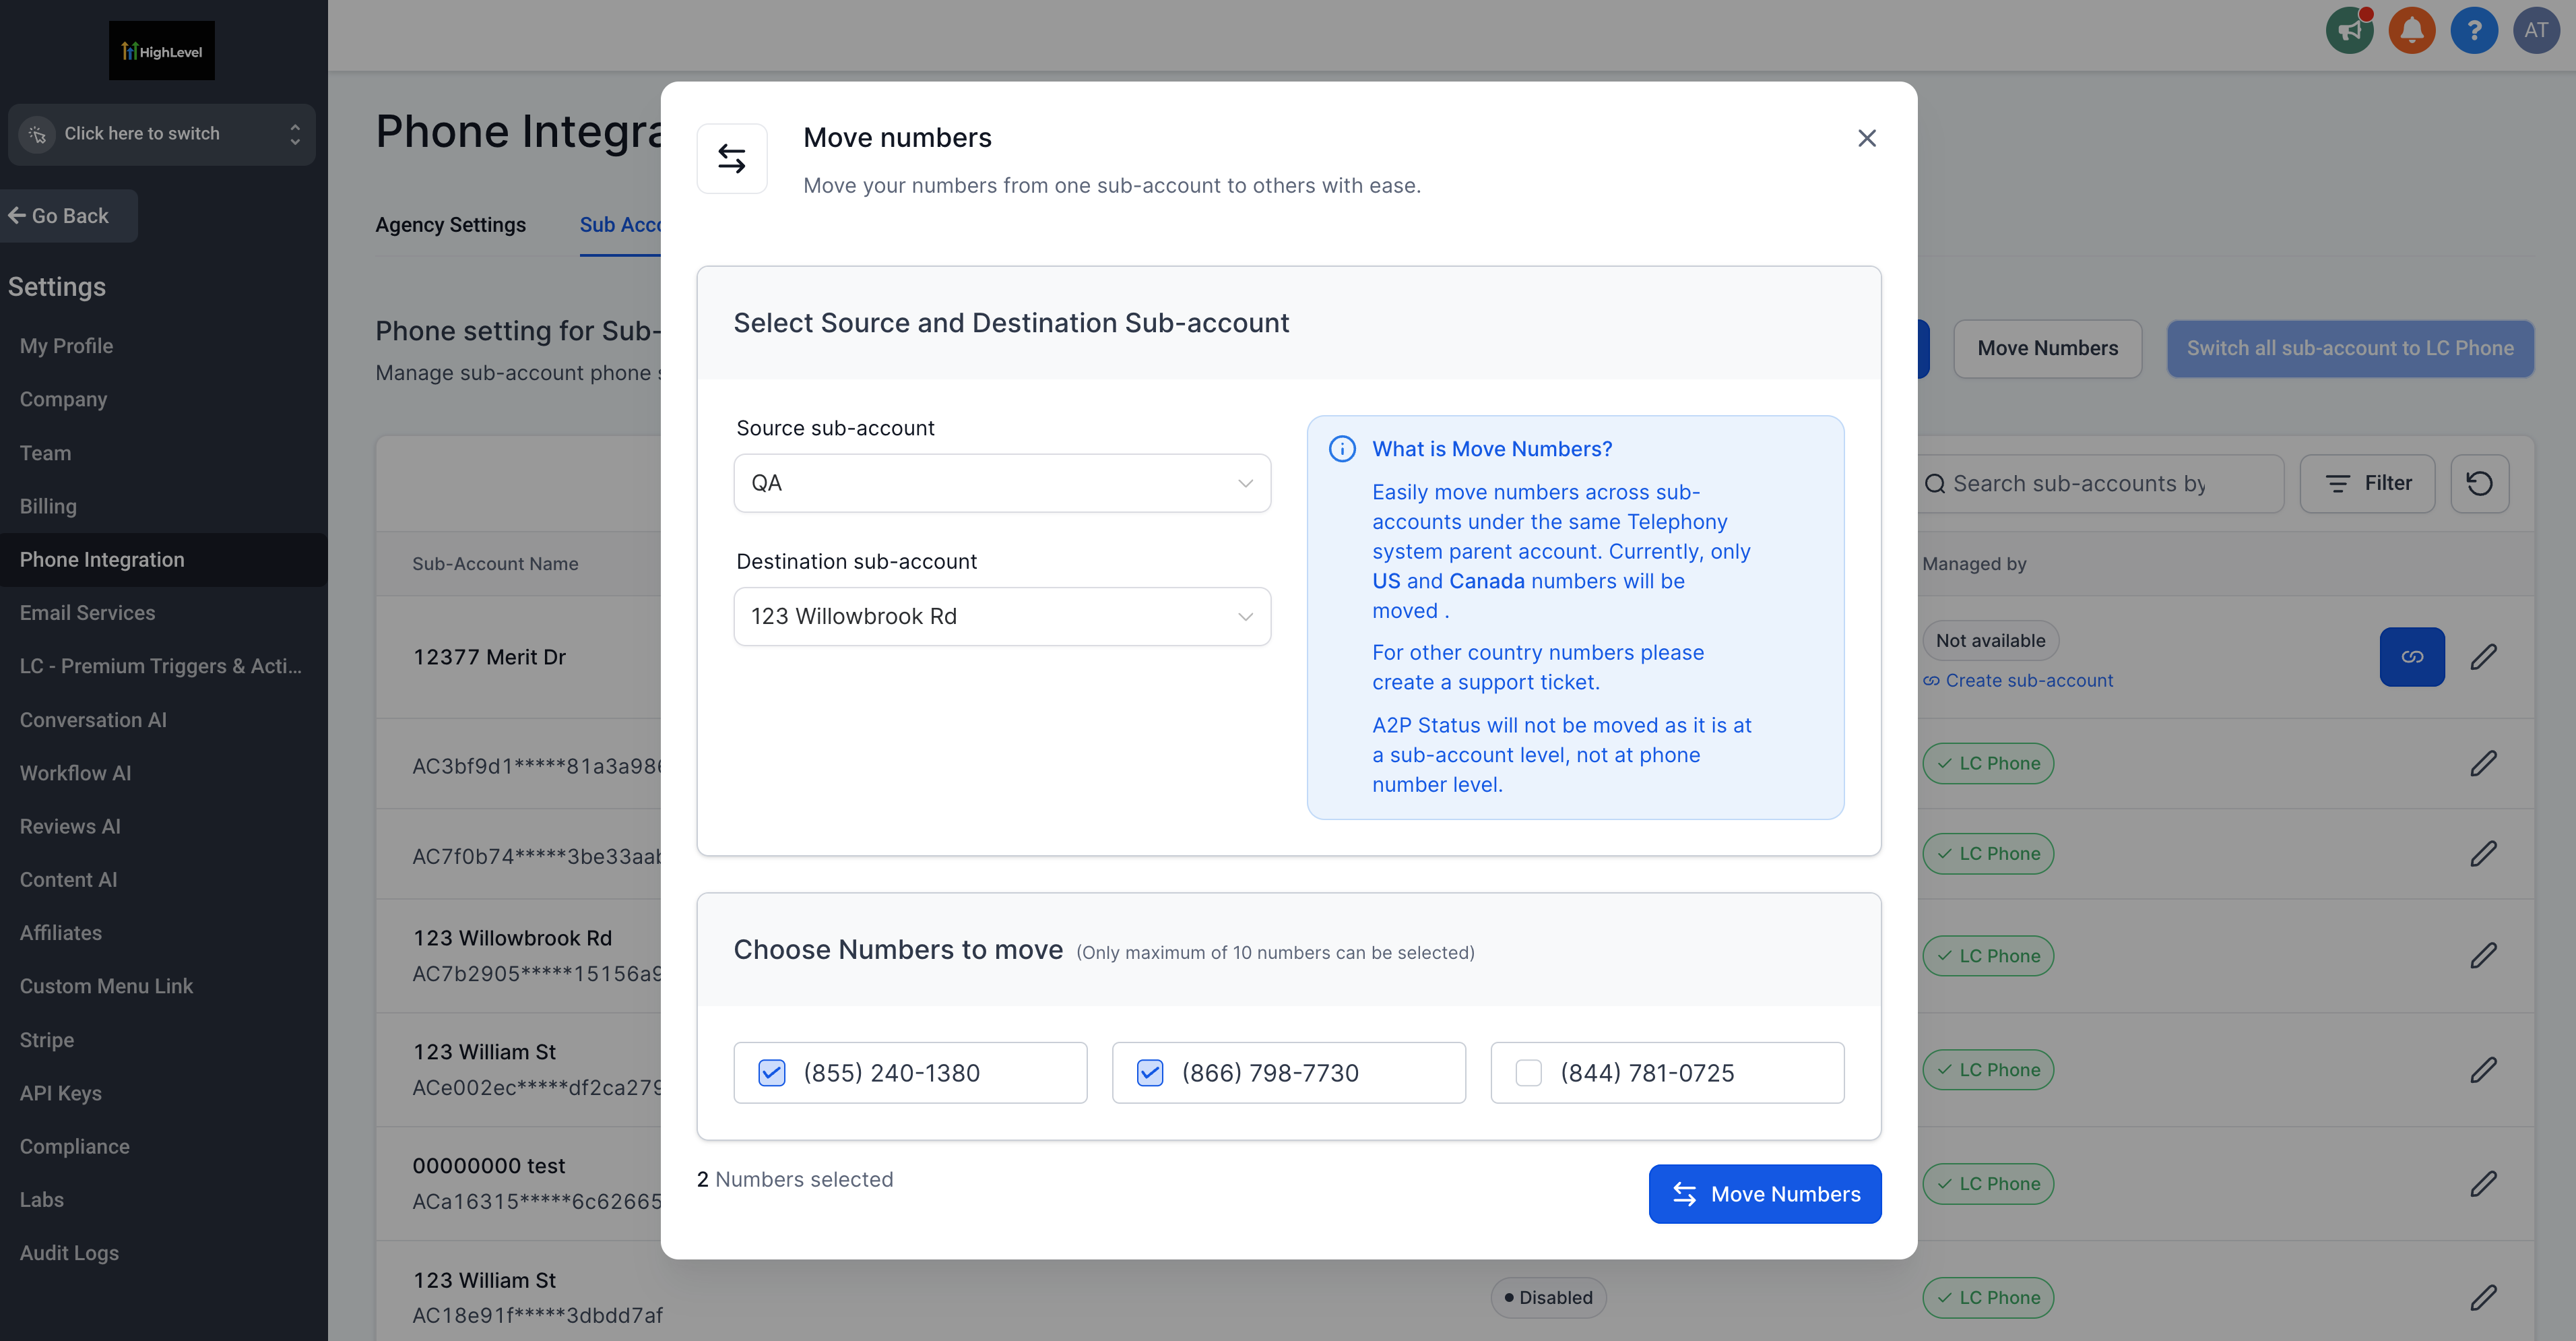 HighLevel
Click here to switch
Go Back
Settings
My Profile
Company
Team
Billing
Phone Integration
Email Services
LC - Premium Triggers & Acti...
Conversation AI
Workflow AI
Reviews AI
Content AI
Affiliates
Custom Menu Link
Stripe
API Keys
Compliance
Labs
Audit Logs
?
AT
Phone Integra
Agency Settings
Sub Acco
Phone setting for Sub-
Manage sub-account phone s
Move Numbers
Switch all sub-account to LC Phone
Search sub-accounts by
Filter
Sub-Account Name
Managed by
12377 Merit Dr
Not available
Create sub-account
AC3bf9d1*****81a3a986
LC Phone
AC7f0b74*****3be33aab
LC Phone
123 Willowbrook Rd
AC7b2905*****15156a9
LC Phone
123 William St
ACe002ec*****df2ca279
LC Phone
00000000 test
ACa16315*****6c62665
LC Phone
123 William St
AC18e91f*****3dbdd7af
Disabled
LC Phone
Move numbers
Move your numbers from one sub-account to others with ease.
Select Source and Destination Sub-account
Source sub-account
QA
Destination sub-account
123 Willowbrook Rd
What is Move Numbers?
Easily move numbers across sub-
accounts under the same Telephony
system parent account. Currently, only
US and Canada numbers will be
moved .
For other country numbers please
create a support ticket.
A2P Status will not be moved as it is at
a sub-account level, not at phone
number level.
Choose Numbers to move (Only maximum of 10 numbers can be selected)
(855) 240-1380
(866) 798-7730
(844) 781-0725
2 Numbers selected
Move Numbers